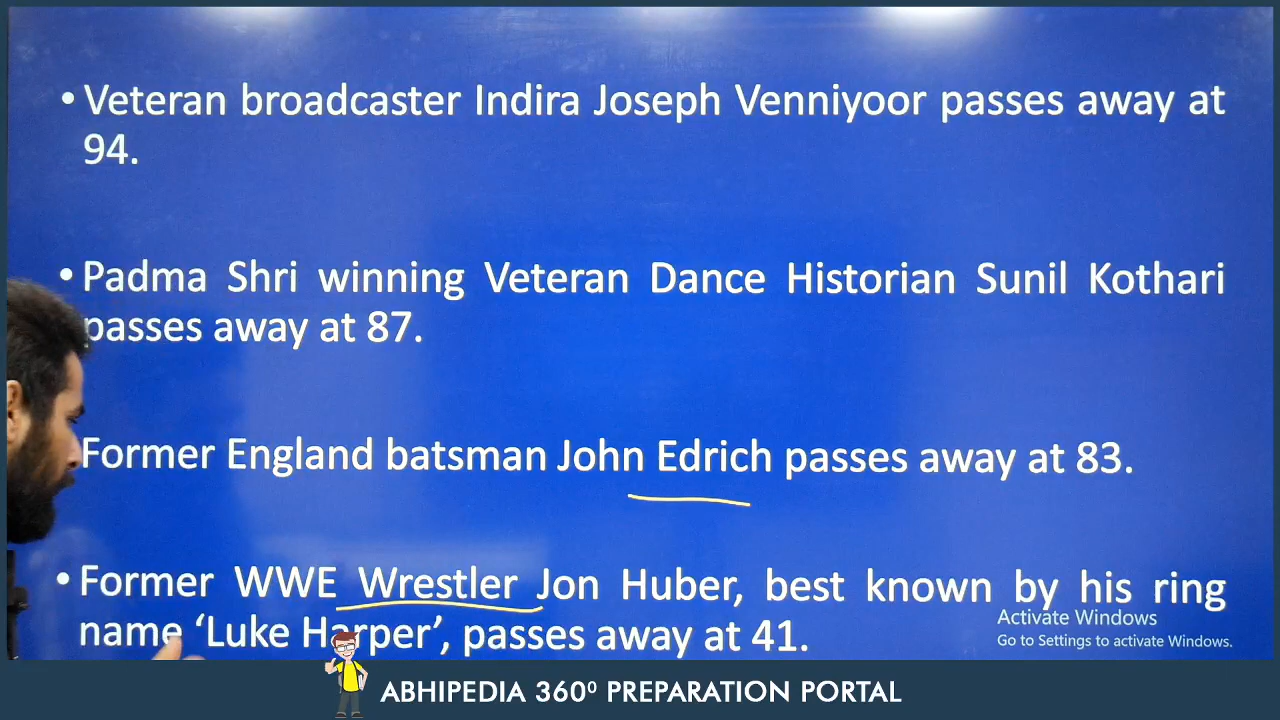 • Veteran broadcaster Indira Joseph Venniyoor passes away at
94.
• Padma Shri winning Veteran Dance Historian Sunil Kothari
passes away at 87.
Former England batsman John Edrich passes away at 83.
• Former WWE Wrestler Jon Huber, best known by his ring
name ‘Luke Harper’, passes away at 41.
Activate Windows
Go to Settings to activate Windows.
ABHIPEDIA 360⁰ PREPARATION PORTAL